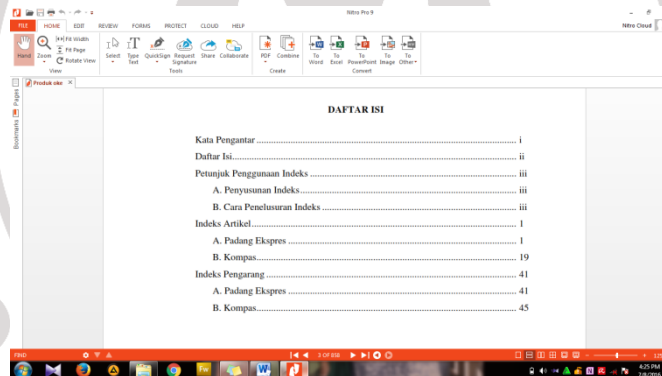 Nitro Pro 9
FILE HOME EDIT REVIEW FORMS PROTECT CLOUD HELP
Nitro Cloud
Hand Zoom Fit Width Fit Page Rotate View Select Type Text QuickSign Request Signature Share Collaborate PDF Combine To Word To Excel To PowerPoint To Image To Other
View Tools Create Convert
Produk oke
Pages
Bookmarks
DAFTAR ISI
Kata Pengantar ........ i
Daftar Isi ........ ii
Petunjuk Penggunaan Indeks ........ iii
A. Penyusunan Indeks ........ iii
B. Cara Penelusuran Indeks ........ iii
Indeks Artikel ........ 1
A. Padang Ekspres ........ 1
B. Kompas ........ 19
Indeks Pengarang ........ 41
A. Padang Ekspres ........ 41
B. Kompas ........ 45
FIND
4:25 PM